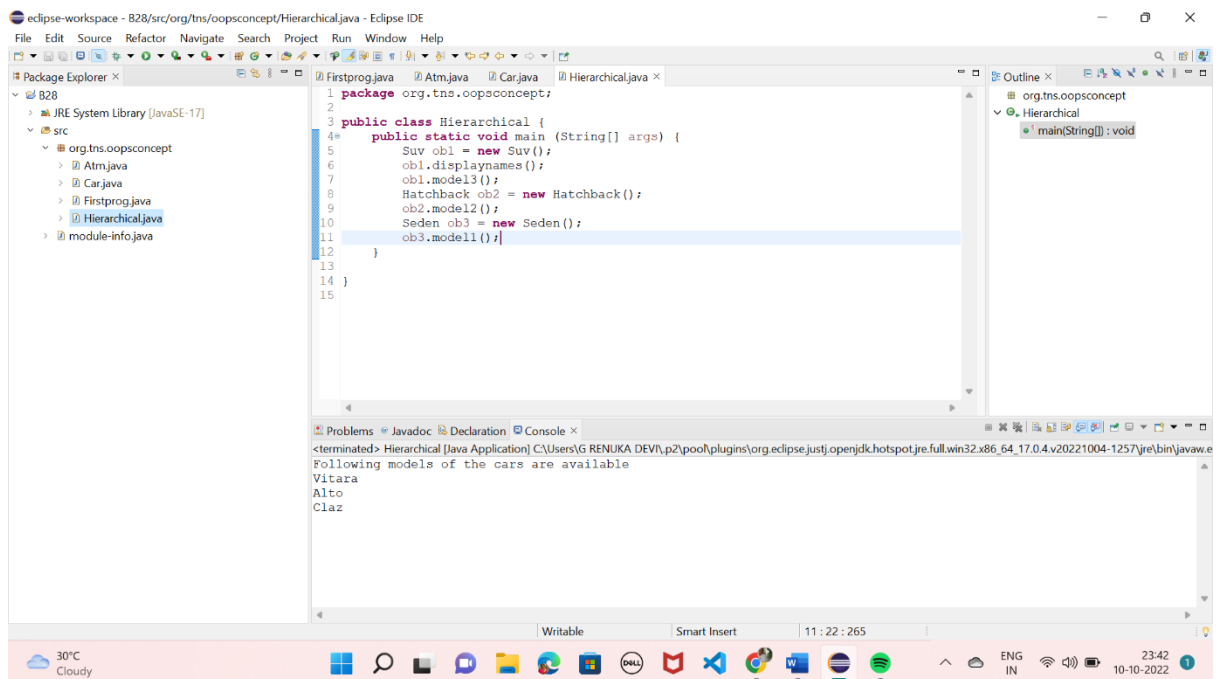 eclipse-workspace - B28/src/org/tns/oopsconcept/Hierarchical.java - Eclipse IDE
File Edit Source Refactor Navigate Search Project Run Window Help
Package Explorer
B28
JRE System Library [JavaSE-17]
src
org.tns.oopsconcept
Atm.java
Car.java
Firstprog.java
Hierarchical.java
module-info.java
Firstprog.java Atm.java Car.java Hierarchical.java
1 package org.tns.oopsconcept;
2
3 public class Hierarchical {
4 public static void main (String[] args) {
5 Suv ob1 = new Suv();
6 ob1.displaynames();
7 ob1.model3();
8 Hatchback ob2 = new Hatchback();
9 ob2.model2();
10 Seden ob3 = new Seden();
11 ob3.model1();
12 }
13
14 }
15
Outline
org.tns.oopsconcept
Hierarchical
main(String[]) : void
Problems Javadoc Declaration Console
<terminated> Hierarchical [Java Application] C:\Users\G RENUKA DEVI\.p2\pool\plugins\org.eclipse.justj.openjdk.hotspot.jre.full.win32.x86_64_17.0.4.v20221004-1257\jre\bin\javaw.e
Following models of the cars are available
Vitara
Alto
Claz
Writable Smart Insert 11 : 22 : 265
30°C
Cloudy
DELL
ENG
IN
23:42
10-10-2022
1